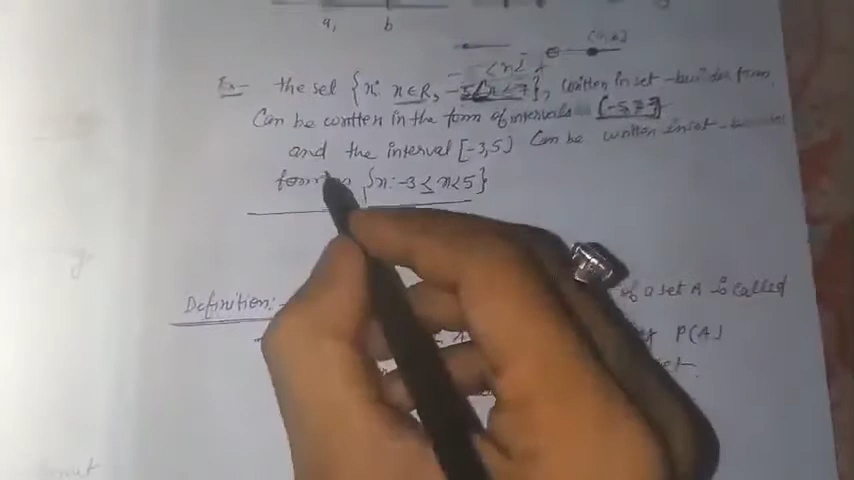 a, b
< x <
Ex- the set {x: x ∈ R, -5 < x < 7}, written in set-builder form
Can be written in the form of intervals (-5,7]
and the interval [-3,5) Can be written in set-
form as {x: -3 ≤ x < 5}
Definition:- of a set A is called
P(A)
set